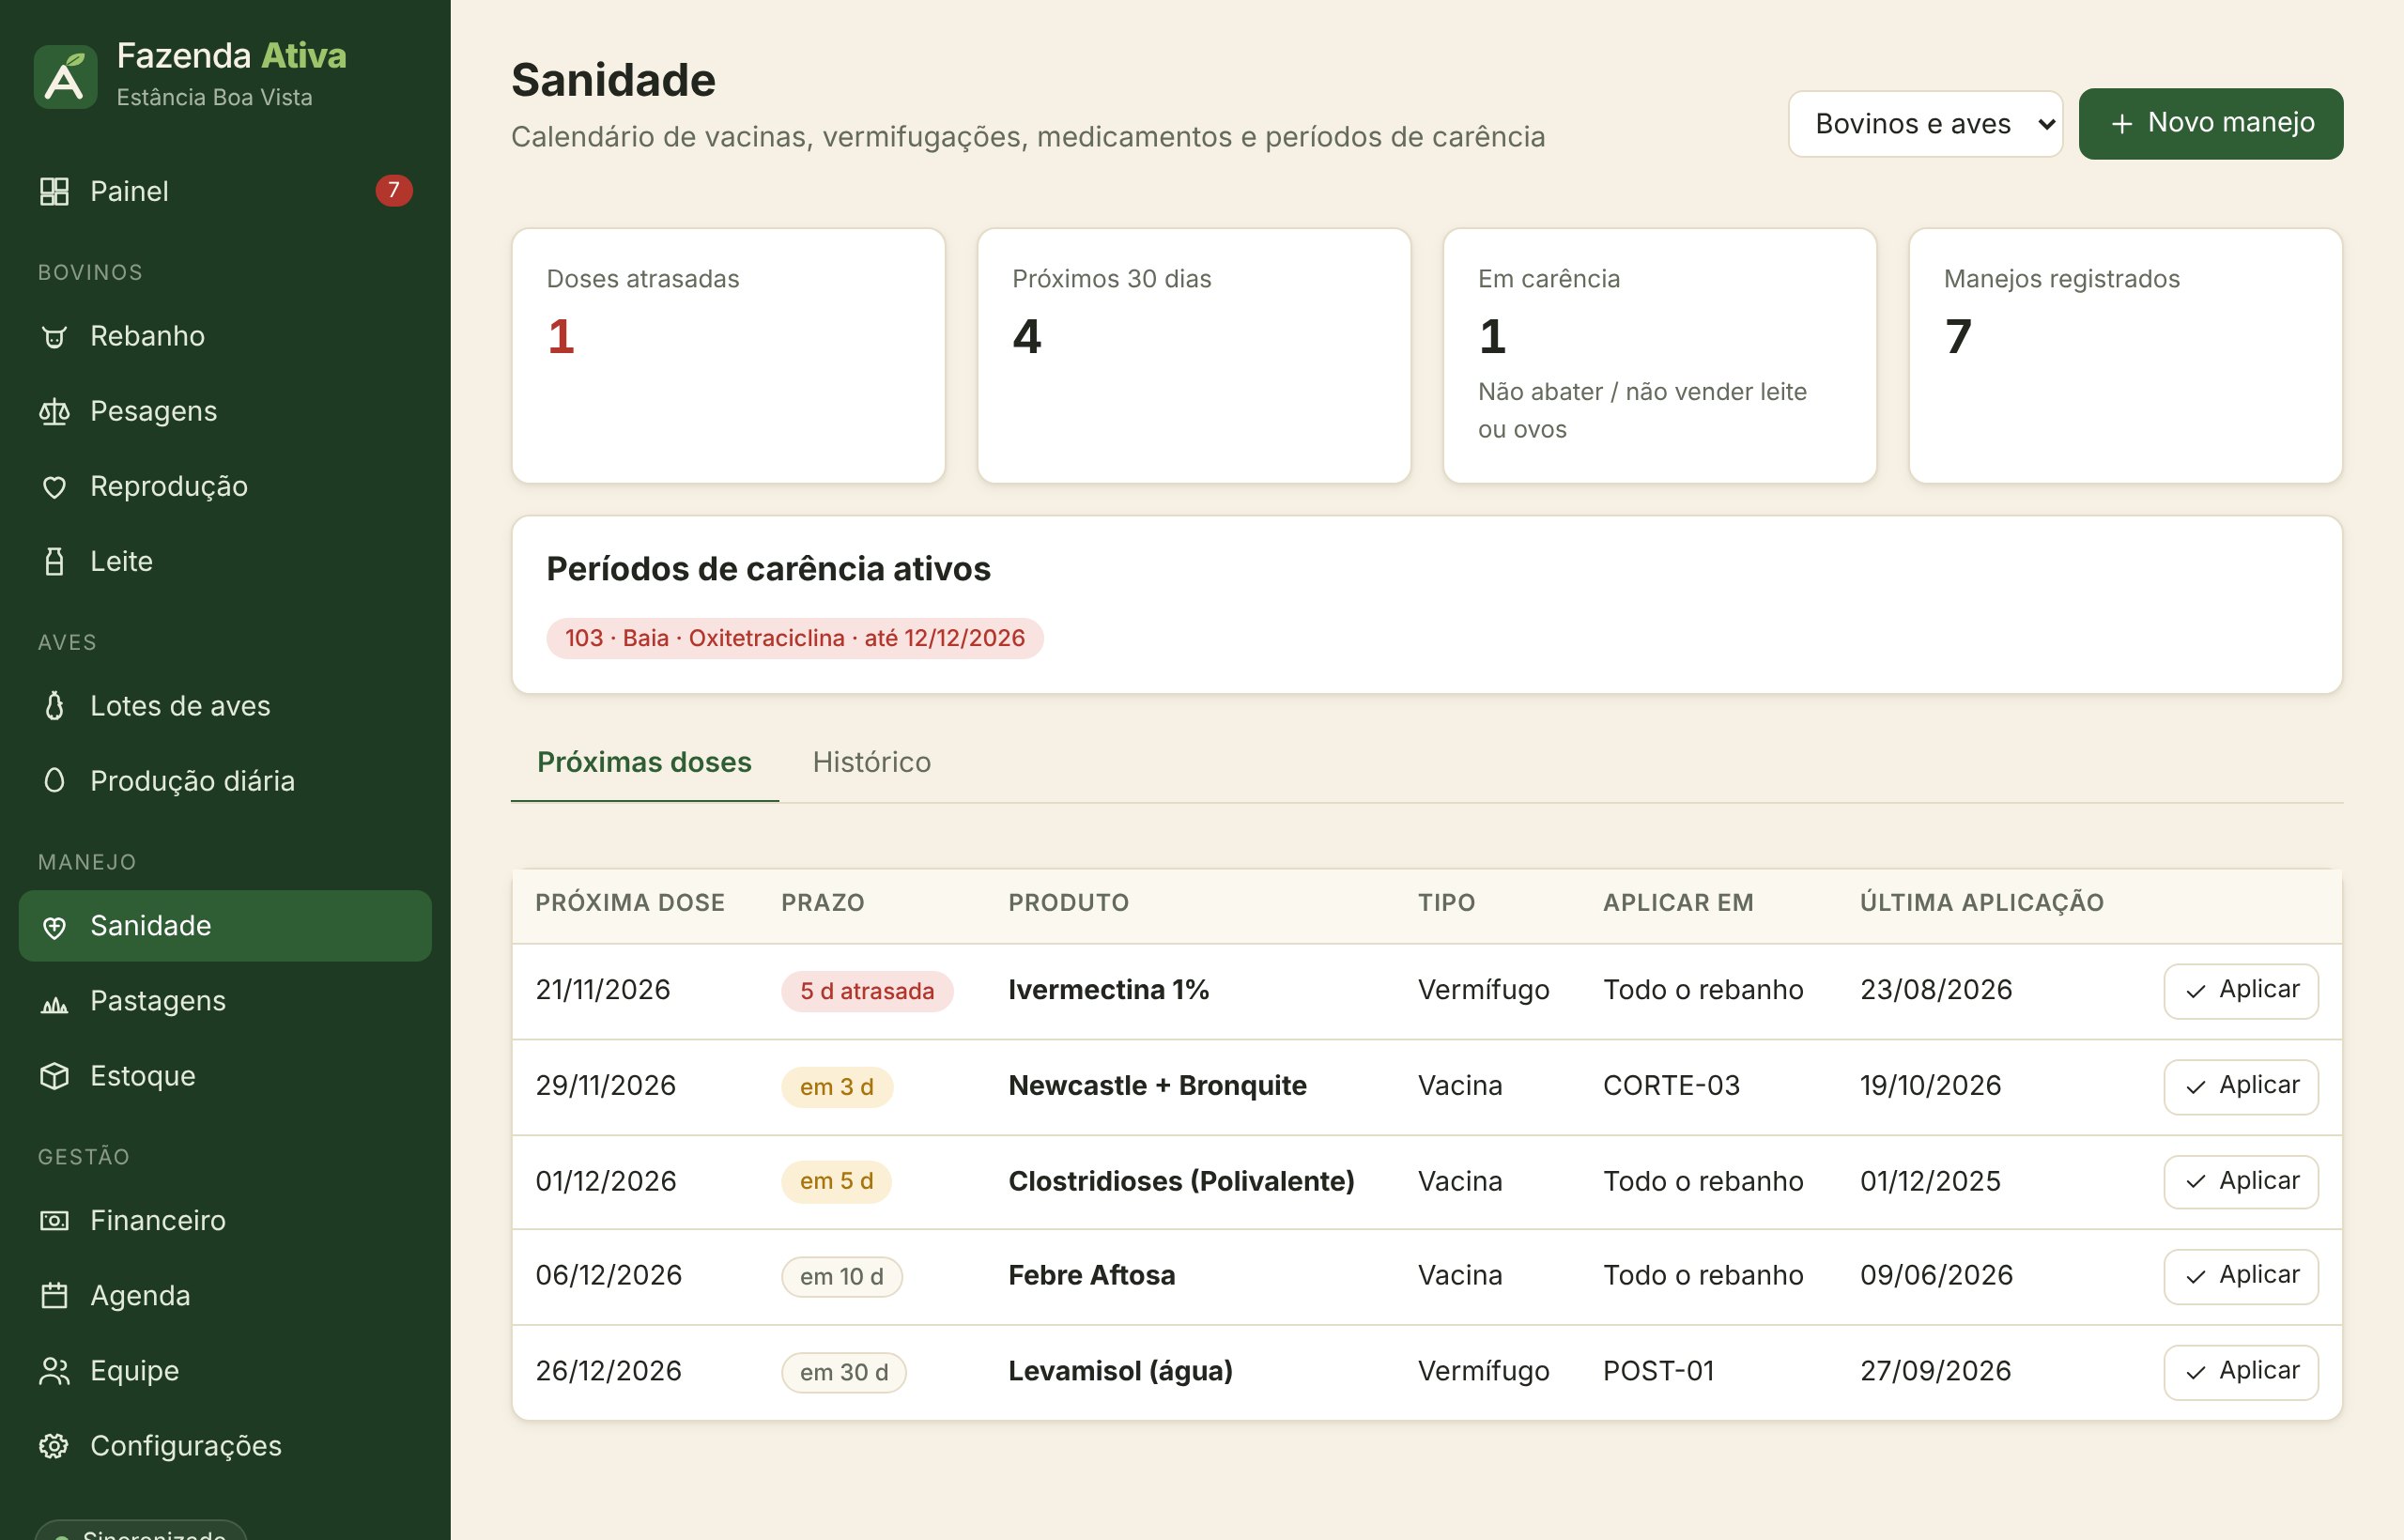 Fazenda Ativa
Estância Boa Vista
Painel 7
BOVINOS
Rebanho
Pesagens
Reprodução
Leite
AVES
Lotes de aves
Produção diária
MANEJO
Sanidade
Pastagens
Estoque
GESTÃO
Financeiro
Agenda
Equipe
Configurações
Sincronizado
Sanidade
Calendário de vacinas, vermifugações, medicamentos e períodos de carência
Bovinos e aves
Novo manejo
Doses atrasadas
1
Próximos 30 dias
4
Em carência
1
Não abater / não vender leite
ou ovos
Manejos registrados
7
Períodos de carência ativos
103 · Baia · Oxitetraciclina · até 12/12/2026
Próximas doses Histórico
PRÓXIMA DOSE PRAZO PRODUTO TIPO APLICAR EM ÚLTIMA APLICAÇÃO
21/11/2026 5 d atrasada Ivermectina 1% Vermífugo Todo o rebanho 23/08/2026 Aplicar
29/11/2026 em 3 d Newcastle + Bronquite Vacina CORTE-03 19/10/2026 Aplicar
01/12/2026 em 5 d Clostridioses (Polivalente) Vacina Todo o rebanho 01/12/2025 Aplicar
06/12/2026 em 10 d Febre Aftosa Vacina Todo o rebanho 09/06/2026 Aplicar
26/12/2026 em 30 d Levamisol (água) Vermífugo POST-01 27/09/2026 Aplicar